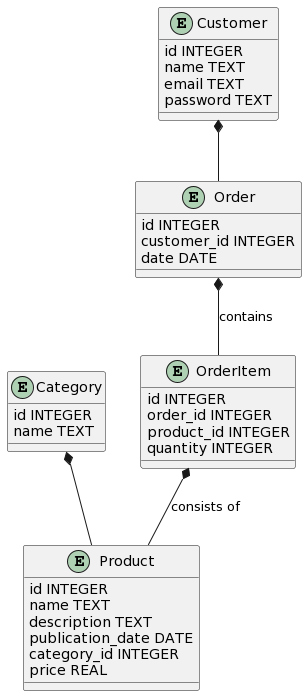 E Customer
id INTEGER
name TEXT
email TEXT
password TEXT
E Order
id INTEGER
customer_id INTEGER
date DATE
contains
E Category
id INTEGER
name TEXT
E OrderItem
id INTEGER
order_id INTEGER
product_id INTEGER
quantity INTEGER
consists of
E Product
id INTEGER
name TEXT
description TEXT
publication_date DATE
category_id INTEGER
price REAL